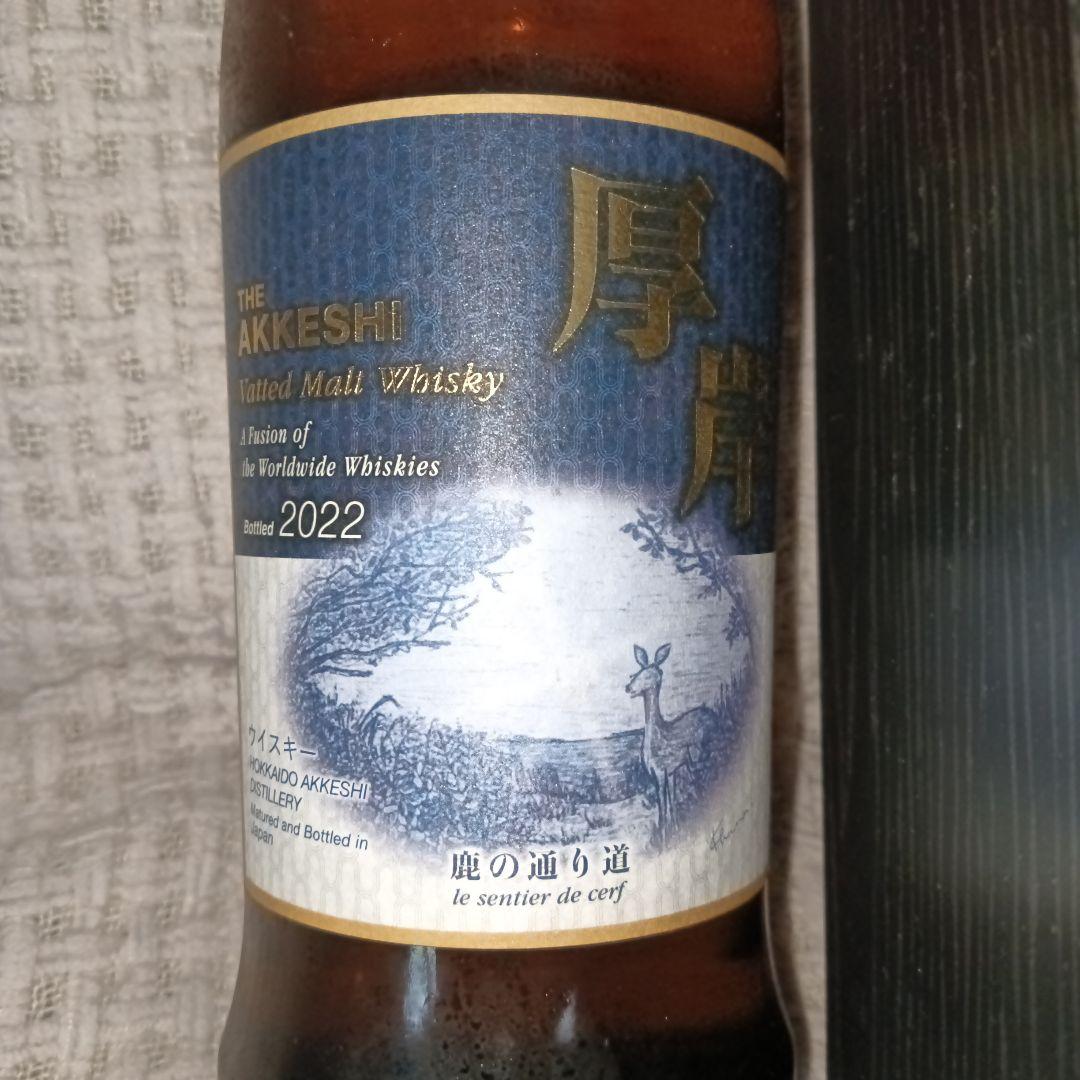 厚岸
THE
AKKESHi
Vatted Malt Whisky
A Fusion of
the Worldwide Whiskies
Bottled 2022
ウイスキー
HOKKAIDO AKKESHI
DISTILLERY
Matured and Bottled in
Japan
鹿の通り道
le sentier de cerf